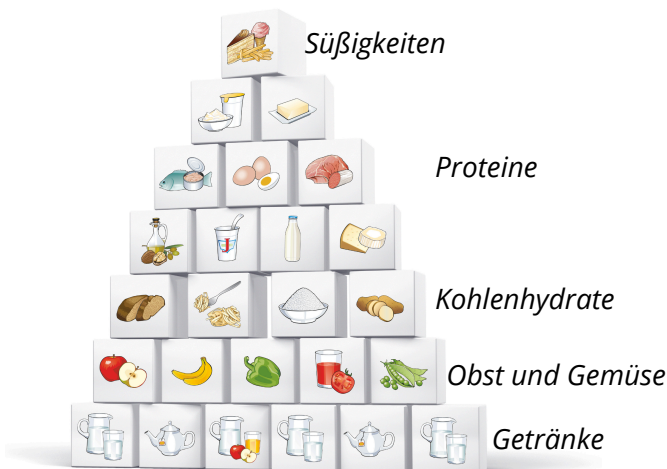 Süßigkeiten
Proteine
Kohlenhydrate
Obst und Gemüse
Getränke